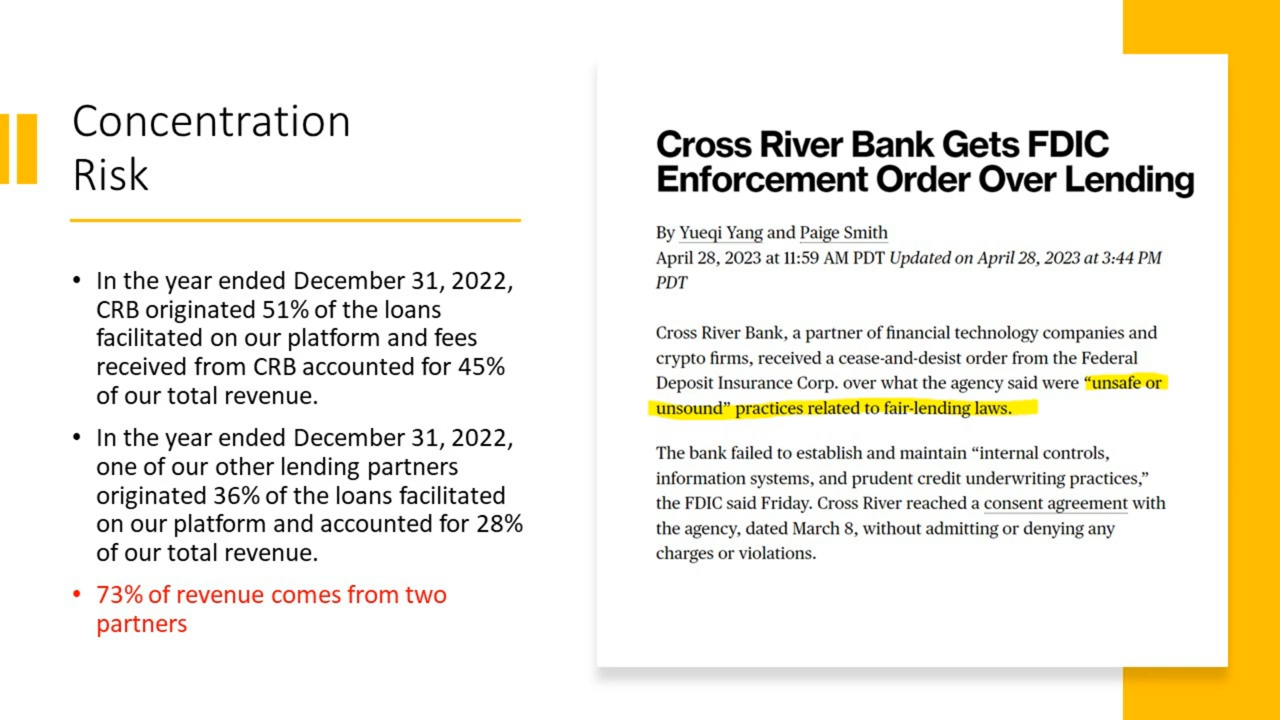 Concentration
Risk
• In the year ended December 31, 2022,
CRB originated 51% of the loans
facilitated on our platform and fees
received from CRB accounted for 45%
of our total revenue.
• In the year ended December 31, 2022,
one of our other lending partners
originated 36% of the loans facilitated
on our platform and accounted for 28%
of our total revenue.
• 73% of revenue comes from two
partners
Cross River Bank Gets FDIC
Enforcement Order Over Lending
By Yueqi Yang and Paige Smith
April 28, 2023 at 11:59 AM PDT Updated on April 28, 2023 at 3:44 PM
PDT
Cross River Bank, a partner of financial technology companies and
crypto firms, received a cease-and-desist order from the Federal
Deposit Insurance Corp. over what the agency said were “unsafe or
unsound” practices related to fair-lending laws.
The bank failed to establish and maintain “internal controls,
information systems, and prudent credit underwriting practices,”
the FDIC said Friday. Cross River reached a consent agreement with
the agency, dated March 8, without admitting or denying any
charges or violations.